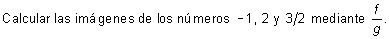 Calcular las imágenes de los números −1, 2 y 3/2 mediante f/g.